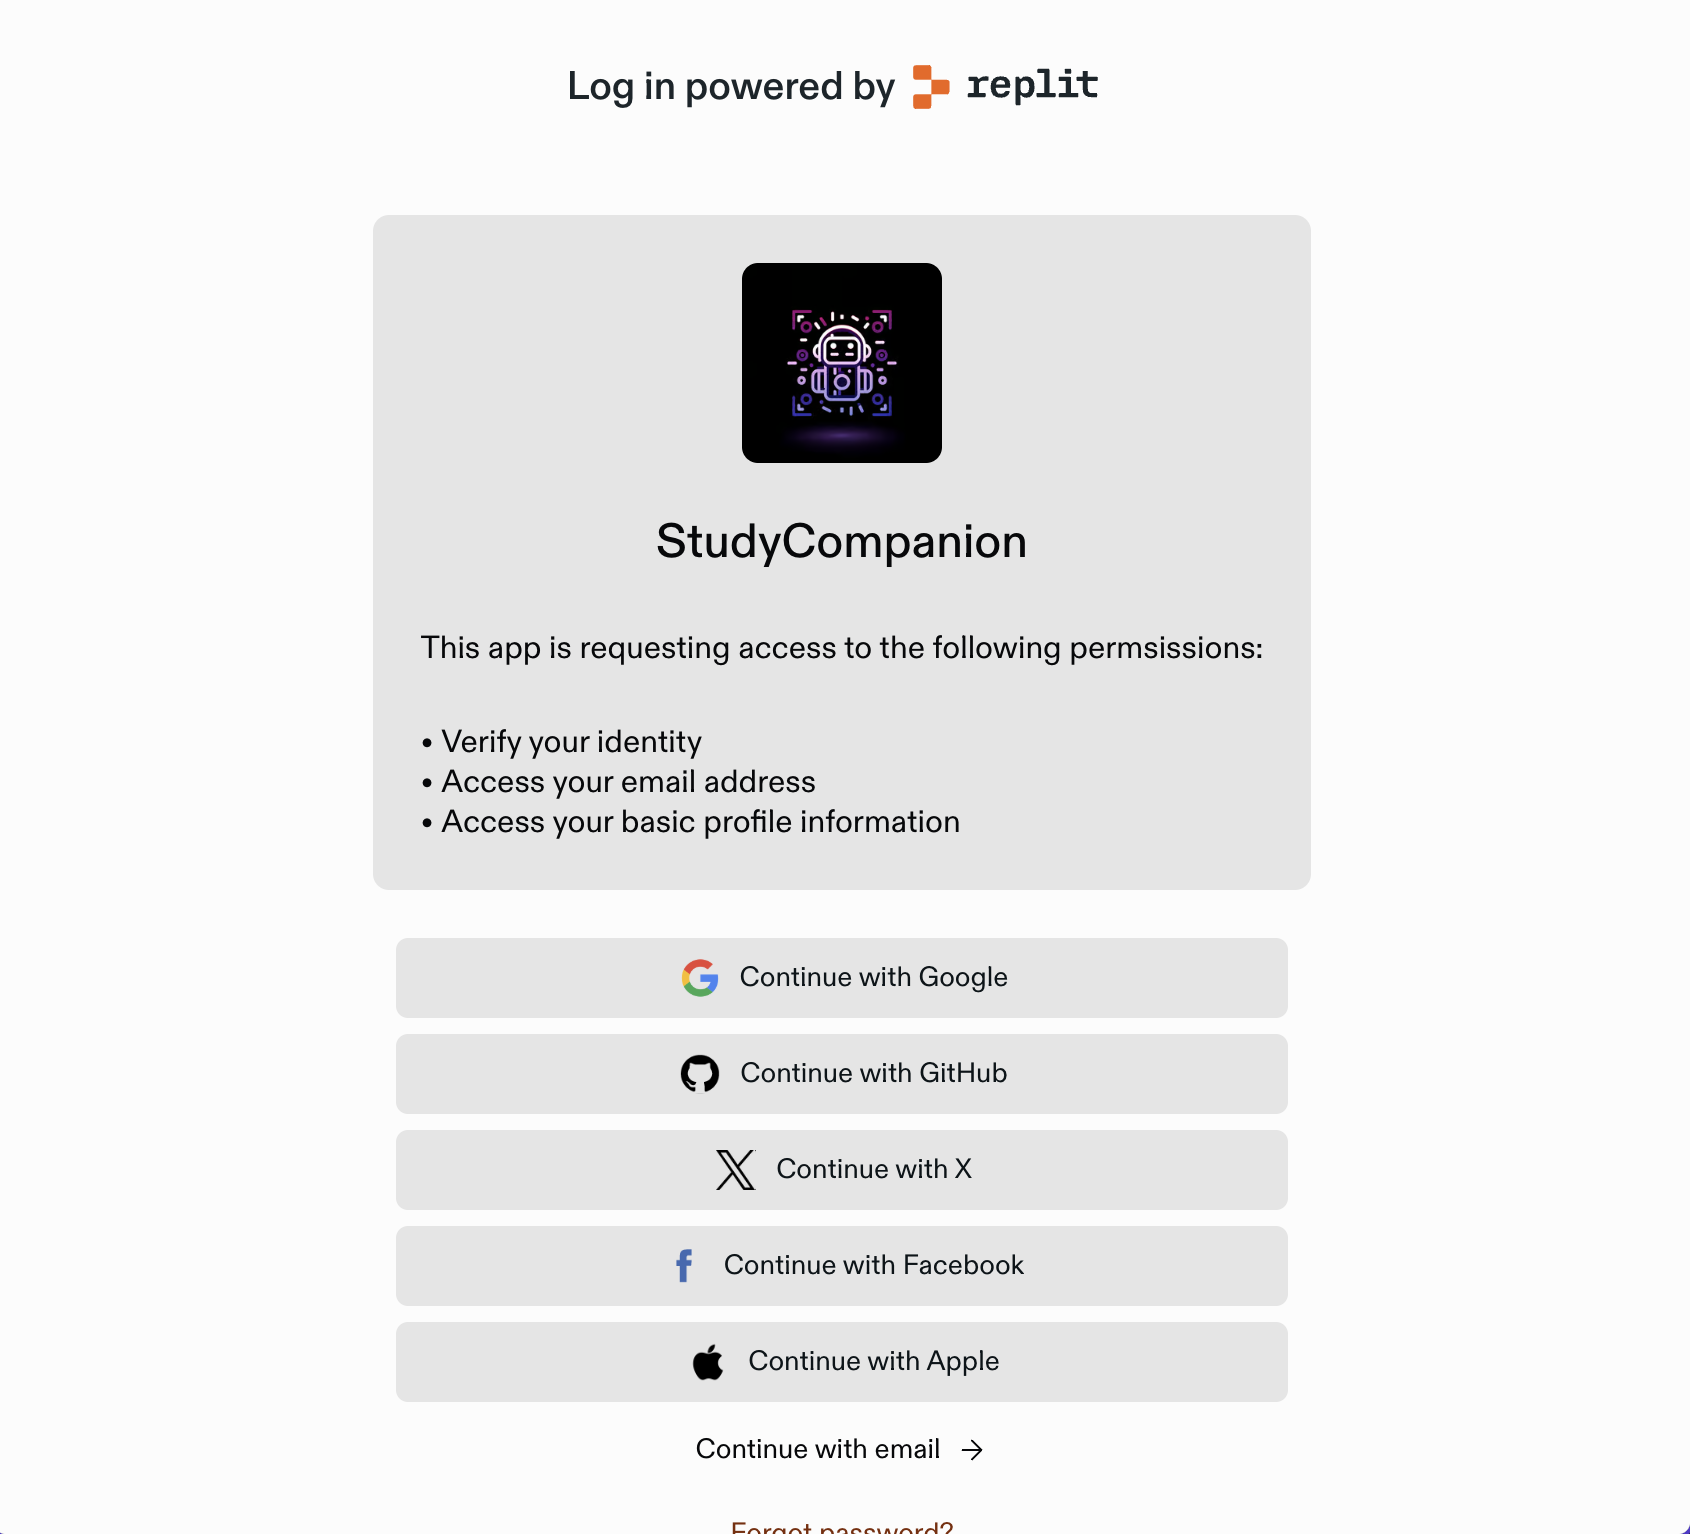 Log in powered by replit
StudyCompanion
This app is requesting access to the following permsissions:
• Verify your identity
• Access your email address
• Access your basic profile information
Continue with Google
Continue with GitHub
Continue with X
Continue with Facebook
Continue with Apple
Continue with email →
Forgot password?